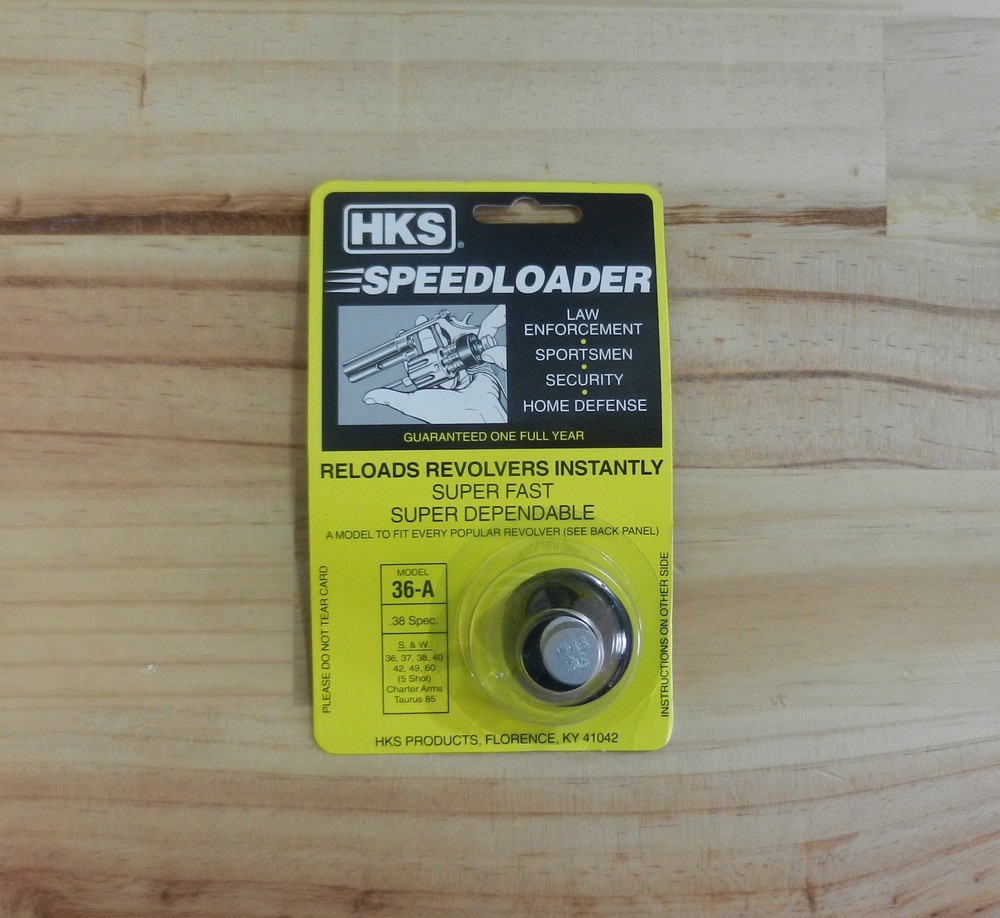 HKS®
SPEEDLOADER
LAW
ENFORCEMENT
•
SPORTSMEN
•
SECURITY
•
HOME DEFENSE
GUARANTEED ONE FULL YEAR
RELOADS REVOLVERS INSTANTLY
SUPER FAST
SUPER DEPENDABLE
A MODEL TO FIT EVERY POPULAR REVOLVER (SEE BACK PANEL)
PLEASE DO NOT TEAR CARD
MODEL
36-A
.38 Spec.
S. & W.
36, 37, 38, 40
42, 49, 60
(5 Shot)
Charter Arms
Taurus 85
HKS
36
INSTRUCTIONS ON OTHER SIDE
HKS PRODUCTS, FLORENCE, KY 41042